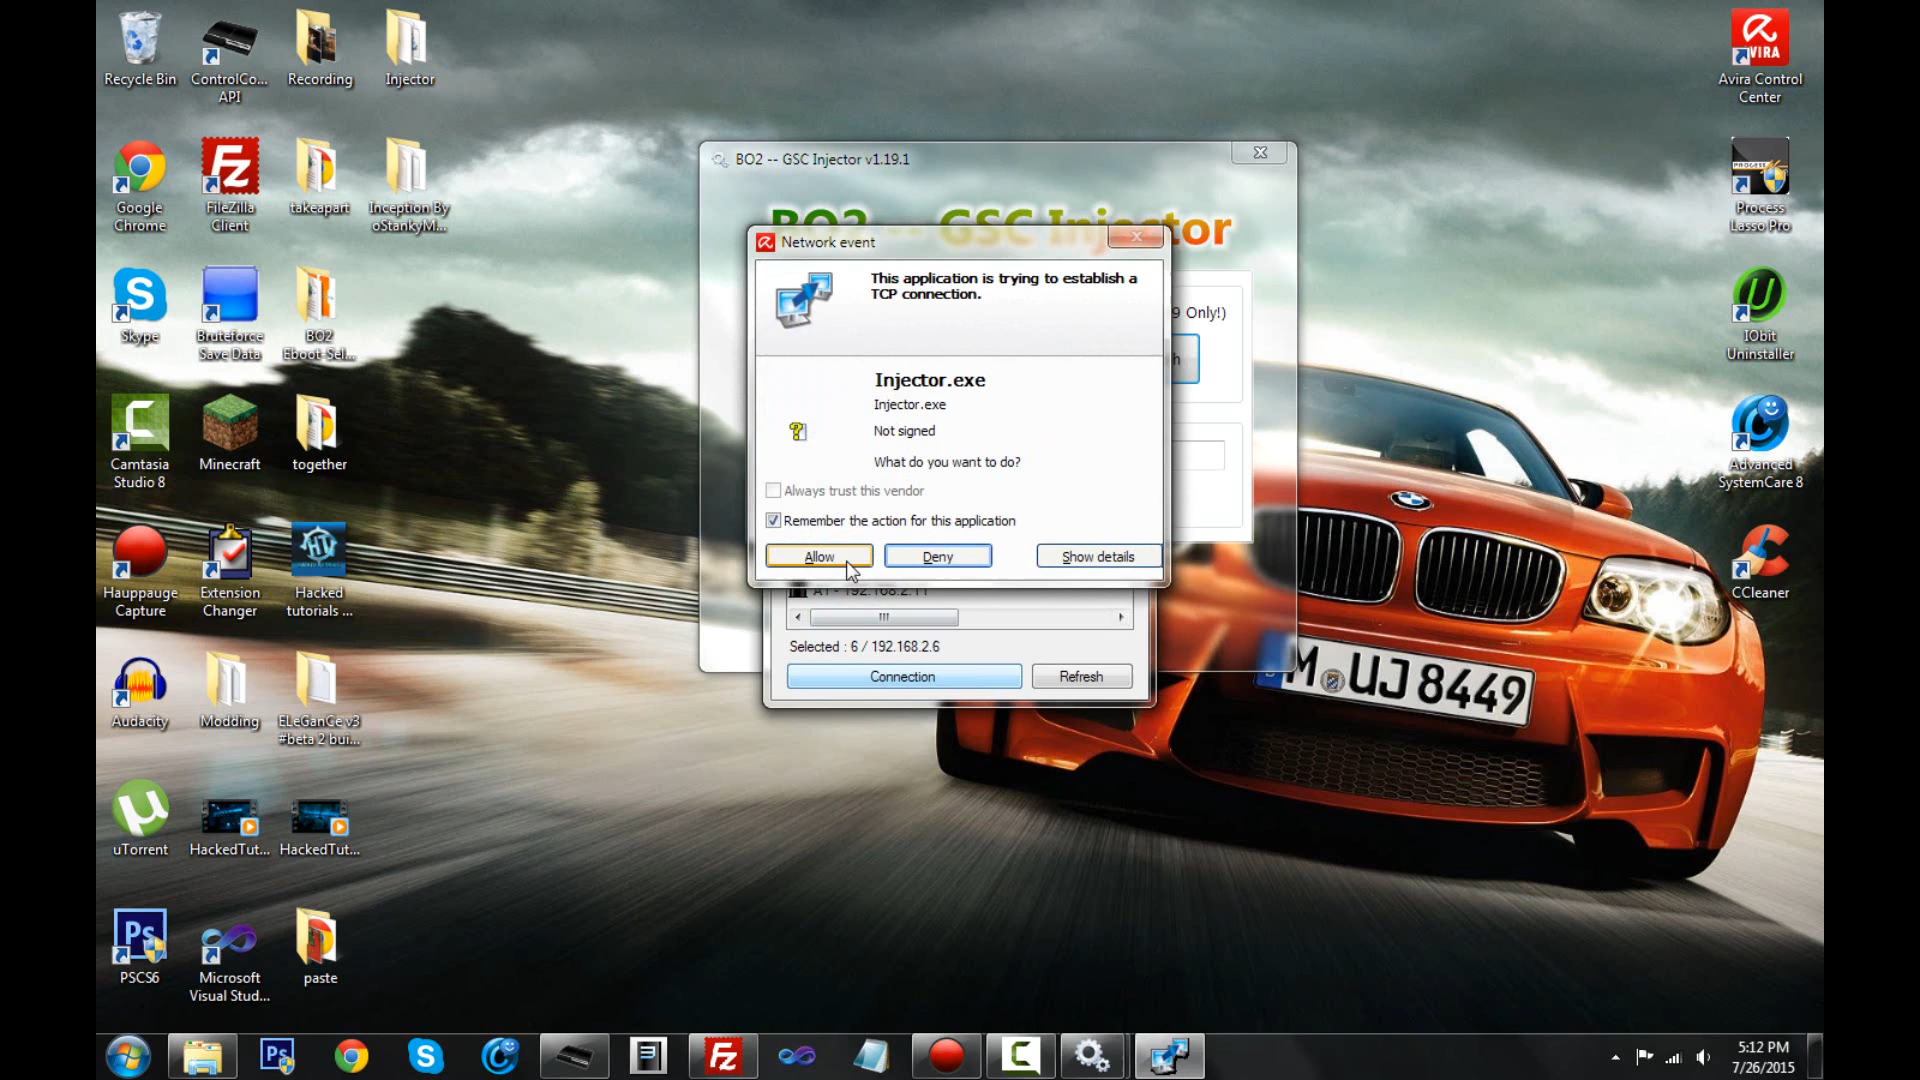 Recycle Bin
ControlCo...
API
Recording
Injector
AVIRA
Avira Control
Center
Google
Chrome
FileZilla
Client
takeapart
Inception By
oStankyM...
PROCESS
Process
Lasso Pro
Skype
Bruteforce
Save Data
BO2
Eboot-Sel...
IObit
Uninstaller
Camtasia
Studio 8
Minecraft
together
Advanced
SystemCare 8
Hauppauge
Capture
Extension
Changer
Hacked
tutorials ...
CCleaner
Audacity
Modding
ELeGanCe v3
#beta 2 bui...
uTorrent
HackedTut...
HackedTut...
Ps
PSCS6
Microsoft
Visual Stud...
paste
BO2 -- GSC Injector v1.19.1
BO2 -- GSC Injector
9 Only!)
h
Network event
This application is trying to establish a
TCP connection.
Injector.exe
Injector.exe
Not signed
What do you want to do?
Always trust this vendor
Remember the action for this application
Allow
Deny
Show details
A1 - 192.168.2.11
Selected : 6 / 192.168.2.6
Connection
Refresh
M UJ 8449
5:12 PM
7/26/2015